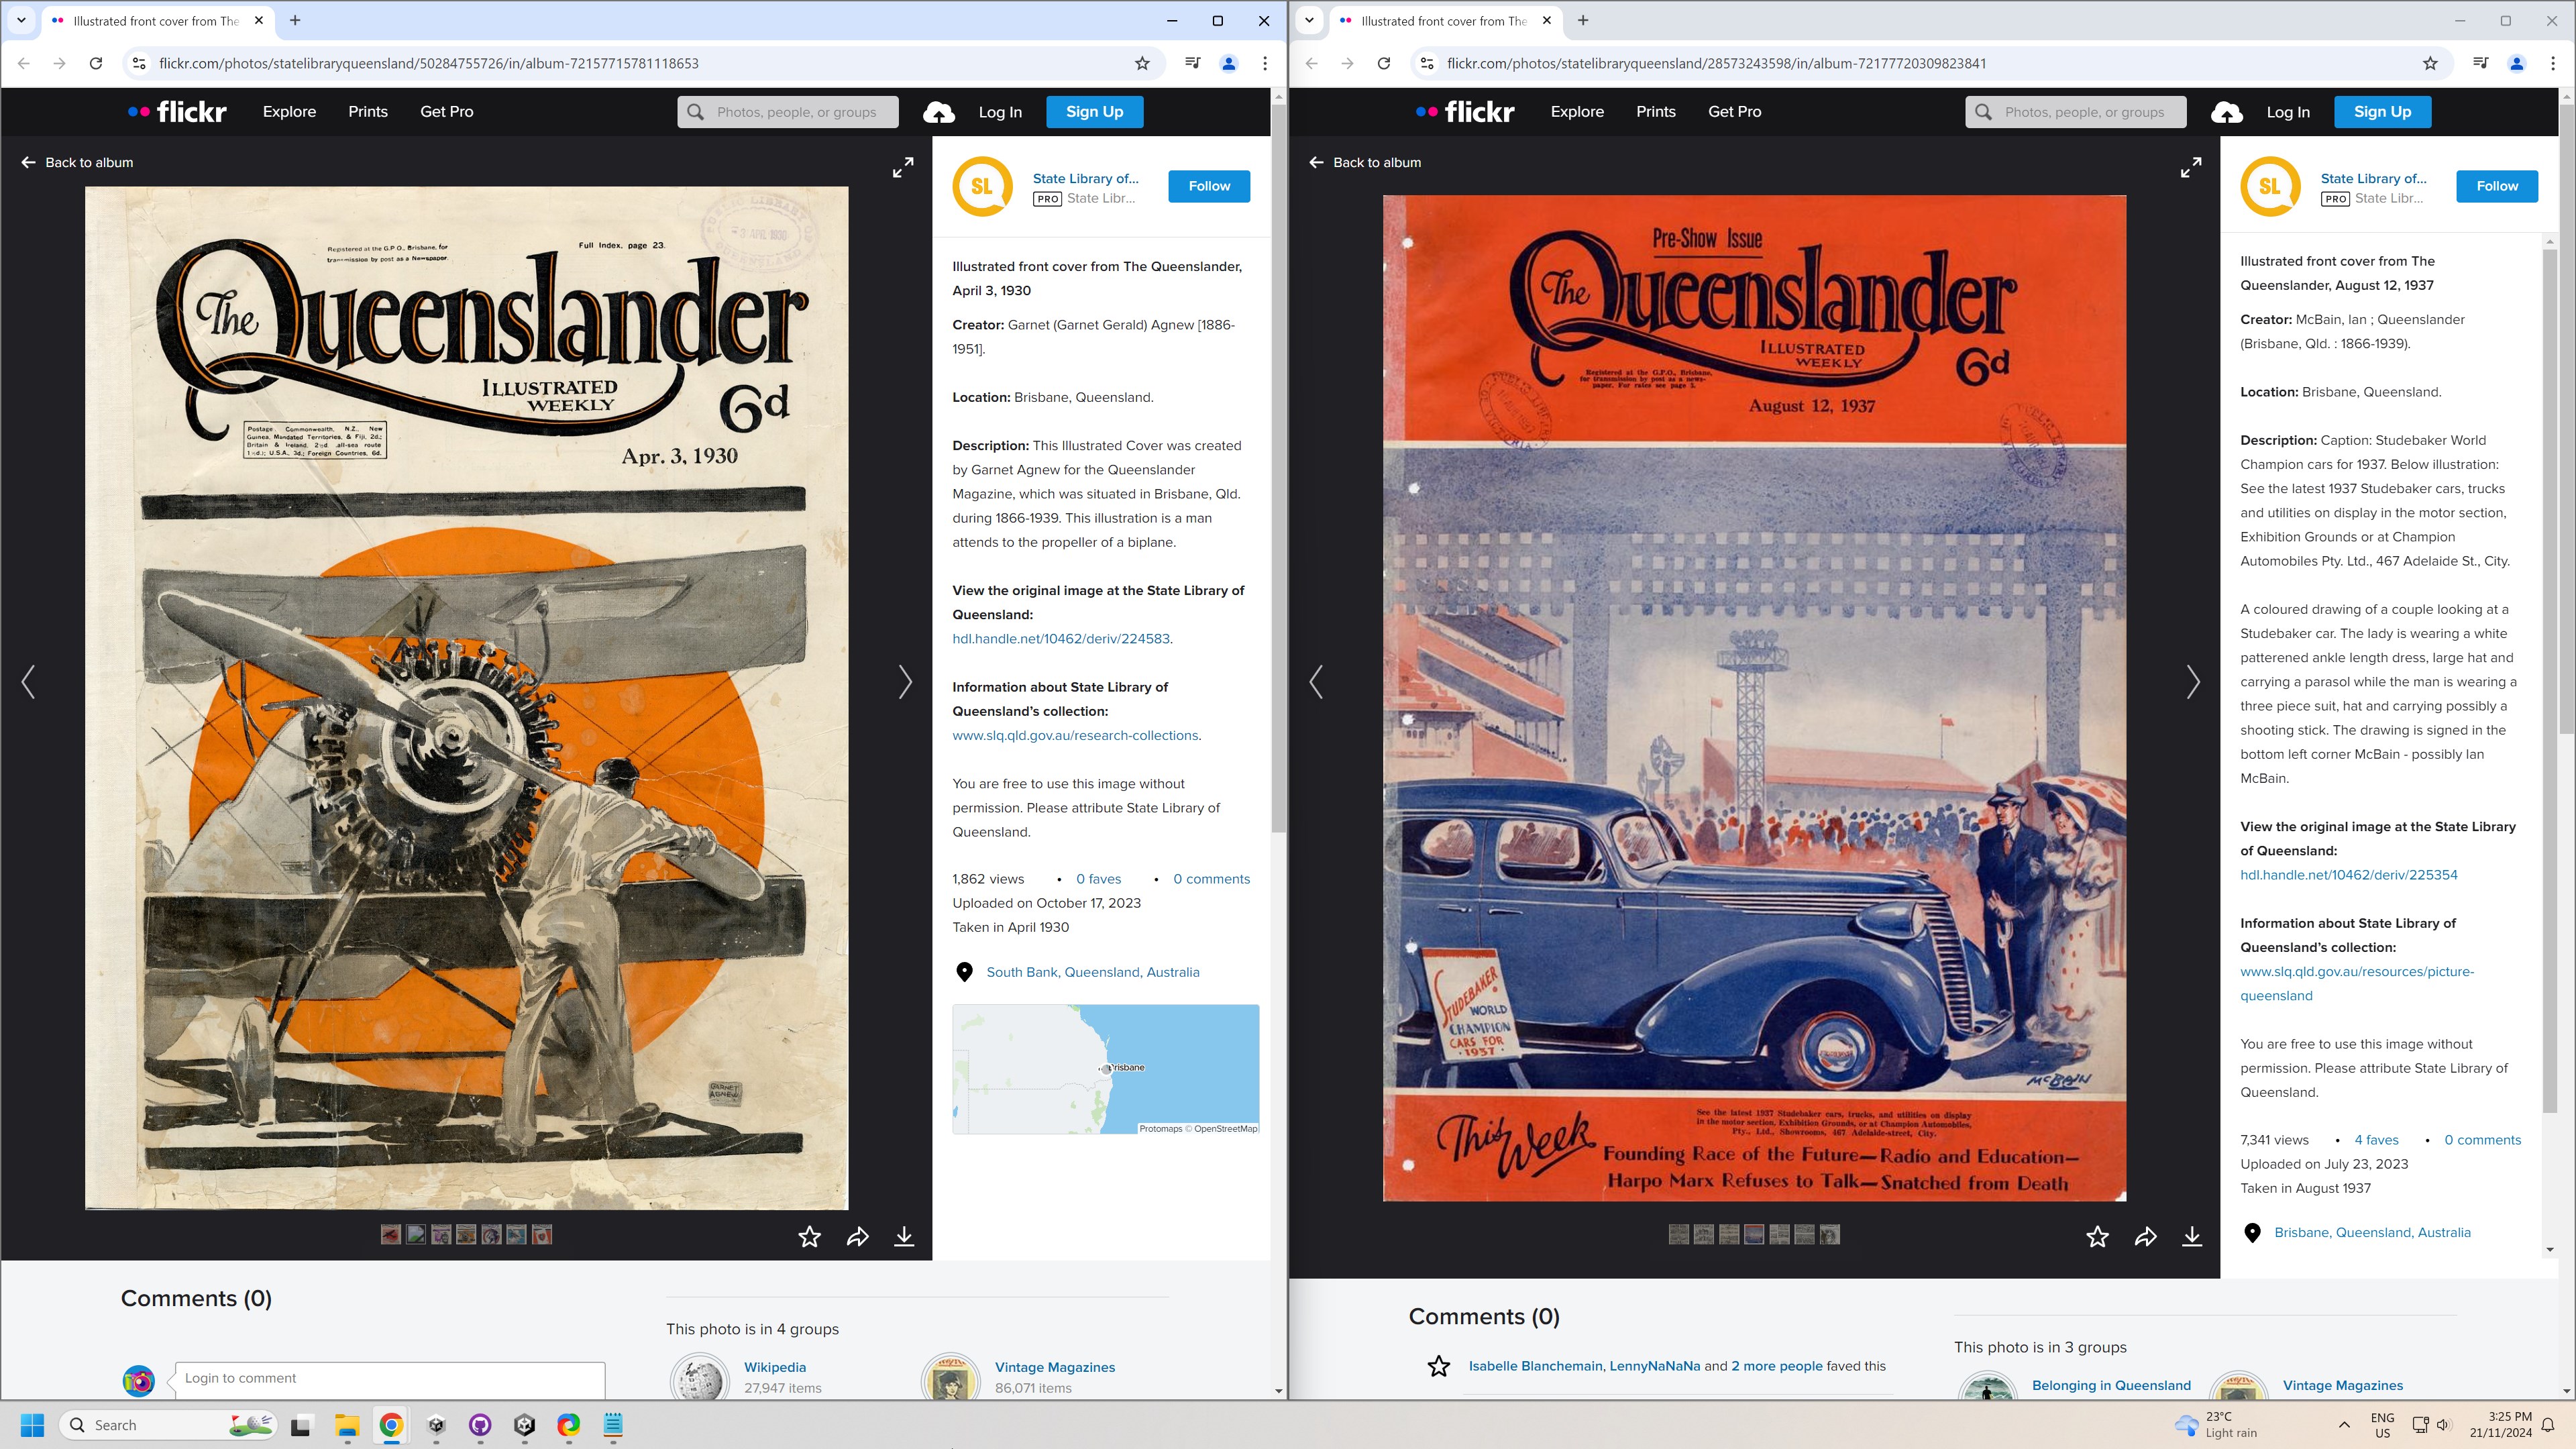 Illustrated front cover from The
flickr.com/photos/statelibraryqueensland/50284755726/in/album-72157715781118653
flickr
Explore
Prints
Get Pro
Photos, people, or groups
Log In
Sign Up
Back to album
Registered at the G.P.O., Brisbane, for
transmission by post as a Newspaper.
Full Index, page 23.
3 APR 1930
The Queenslander
ILLUSTRATED
WEEKLY
6d
Postage Commonwealth, N.Z., New
Guinea, Mandated Territories, & Fiji, 2d.;
Britain & Ireland, all-sea route
U.S.A., 3d.; Foreign Countries, 6d.
Apr. 3, 1930
GARNET
AGNEW
SL
State Library of...
PRO State Libr...
Follow
Illustrated front cover from The Queenslander,
April 3, 1930
Creator: Garnet (Garnet Gerald) Agnew [1886-
1951].
Location: Brisbane, Queensland.
Description: This Illustrated Cover was created
by Garnet Agnew for the Queenslander
Magazine, which was situated in Brisbane, Qld.
during 1866-1939. This illustration is a man
attends to the propeller of a biplane.
View the original image at the State Library of
Queensland:
hdl.handle.net/10462/deriv/224583.
Information about State Library of
Queensland's collection:
www.slq.qld.gov.au/research-collections.
You are free to use this image without
permission. Please attribute State Library of
Queensland.
1,862 views • 0 faves • 0 comments
Uploaded on October 17, 2023
Taken in April 1930
South Bank, Queensland, Australia
Brisbane
Protomaps © OpenStreetMap
Comments (0)
Login to comment
This photo is in 4 groups
Wikipedia
27,947 items
Vintage Magazines
86,071 items
Illustrated front cover from The
flickr.com/photos/statelibraryqueensland/28573243598/in/album-72177720309823841
flickr
Explore
Prints
Get Pro
Photos, people, or groups
Log In
Sign Up
Back to album
Pre-Show Issue
The Queenslander
ILLUSTRATED
WEEKLY
6d
Registered at the G.P.O., Brisbane,
for transmission by post as a news-
paper. For rates see page 3.
August 12, 1937
STUDEBAKER
WORLD
CHAMPION
CARS FOR
1937
McBAIN
This Week
See the latest 1937 Studebaker cars, trucks, and utilities on display
in the motor section, Exhibition Grounds, or at Champion Automobiles,
Pty., Ltd., Showrooms, 467 Adelaide-street, City.
Founding Race of the Future—Radio and Education—
Harpo Marx Refuses to Talk—Snatched from Death
SL
State Library of...
PRO State Libr...
Follow
Illustrated front cover from The
Queenslander, August 12, 1937
Creator: McBain, Ian ; Queenslander
(Brisbane, Qld. : 1866-1939).
Location: Brisbane, Queensland.
Description: Caption: Studebaker World
Champion cars for 1937. Below illustration:
See the latest 1937 Studebaker cars, trucks
and utilities on display in the motor section,
Exhibition Grounds or at Champion
Automobiles Pty. Ltd., 467 Adelaide St., City.
A coloured drawing of a couple looking at a
Studebaker car. The lady is wearing a white
patterened ankle length dress, large hat and
carrying a parasol while the man is wearing a
three piece suit, hat and carrying possibly a
shooting stick. The drawing is signed in the
bottom left corner McBain - possibly Ian
McBain.
View the original image at the State Library
of Queensland:
hdl.handle.net/10462/deriv/225354
Information about State Library of
Queensland's collection:
www.slq.qld.gov.au/resources/picture-
queensland
You are free to use this image without
permission. Please attribute State Library of
Queensland.
7,341 views • 4 faves • 0 comments
Uploaded on July 23, 2023
Taken in August 1937
Brisbane, Queensland, Australia
Comments (0)
Isabelle Blanchemain, LennyNaNaNa and 2 more people faved this
This photo is in 3 groups
Belonging in Queensland
Vintage Magazines
Search
23°C
Light rain
ENG
US
3:25 PM
21/11/2024